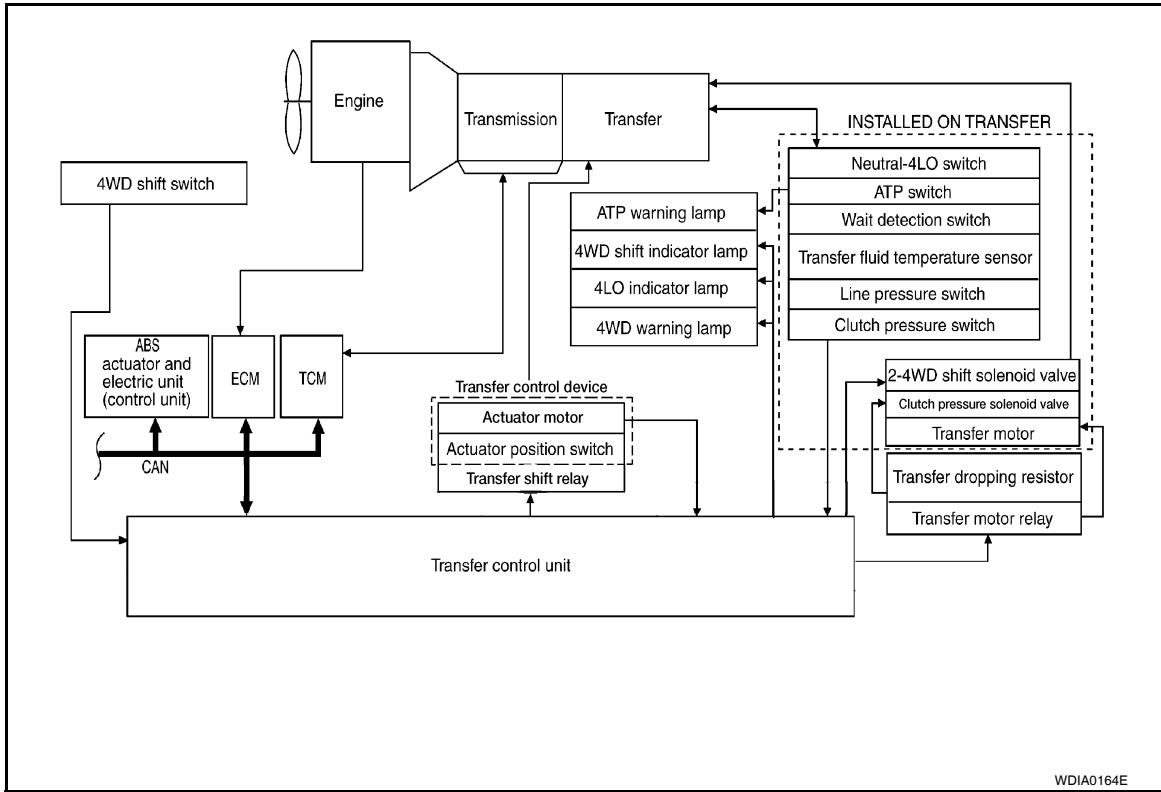 Engine
Transmission
Transfer
INSTALLED ON TRANSFER
4WD shift switch
Neutral-4LO switch
ATP switch
Wait detection switch
Transfer fluid temperature sensor
Line pressure switch
Clutch pressure switch
ATP warning lamp
4WD shift indicator lamp
4LO indicator lamp
4WD warning lamp
ABS
actuator and
electric unit
(control unit)
ECM
TCM
CAN
Transfer control device
Actuator motor
Actuator position switch
Transfer shift relay
2-4WD shift solenoid valve
Clutch pressure solenoid valve
Transfer motor
Transfer dropping resistor
Transfer motor relay
Transfer control unit
WDIA0164E